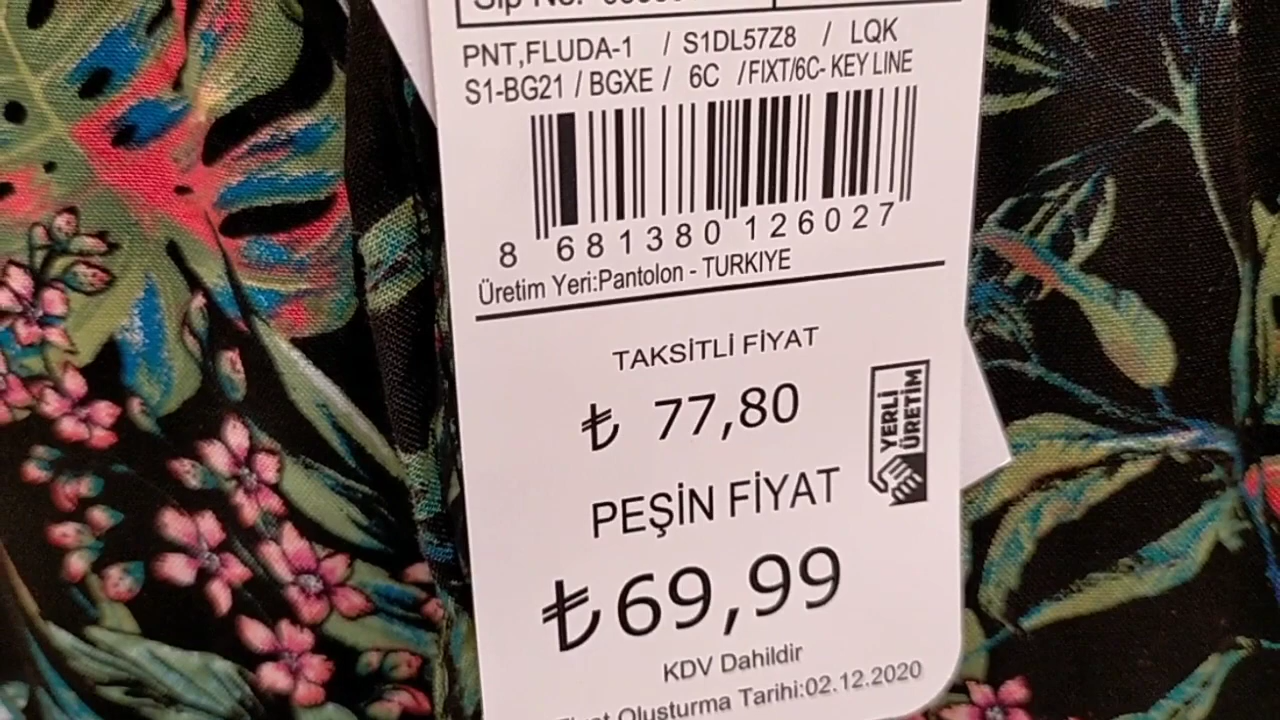 PNT,FLUDA-1 / S1DL57Z8 / LQK
S1-BG21 / BGXE / 6C /FIXT/6C- KEY LINE
8 681380 126027
Üretim Yeri:Pantolon - TURKIYE
TAKSİTLİ FİYAT
₺ 77,80
YERLİ
ÜRETİM
PEŞİN FİYAT
₺69,99
KDV Dahildir
Oluşturma Tarihi:02.12.2020